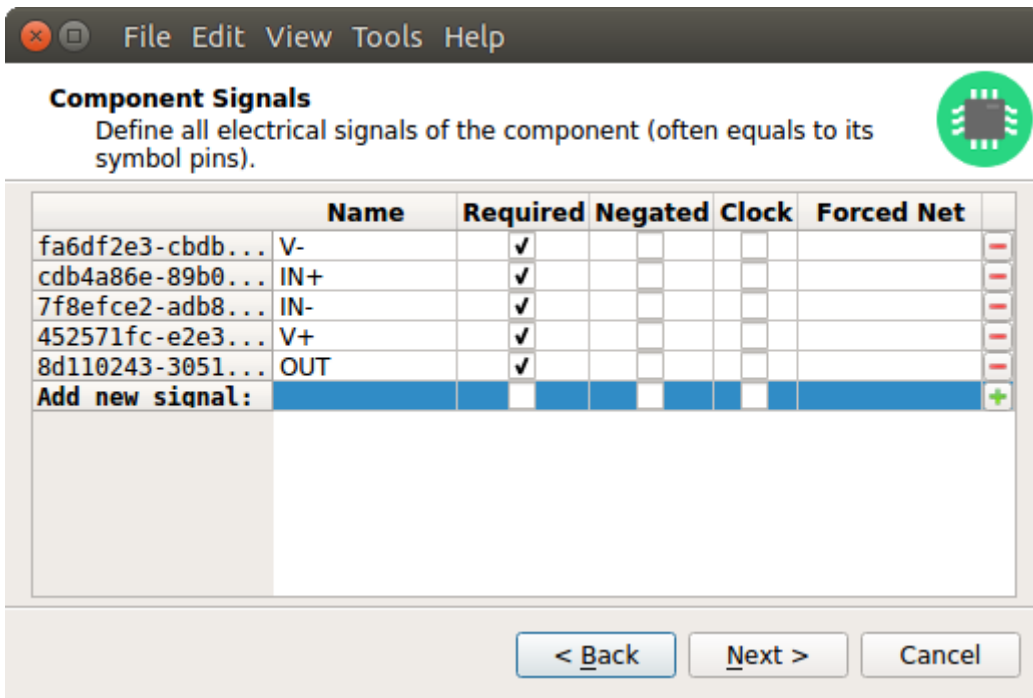 File Edit View Tools Help
Component Signals
Define all electrical signals of the component (often equals to its
symbol pins).
Name Required Negated Clock Forced Net
fa6df2e3-cbdb... V-
cdb4a86e-89b0... IN+
7f8efce2-adb8... IN-
452571fc-e2e3... V+
8d110243-3051... OUT
Add new signal:
< Back Next > Cancel